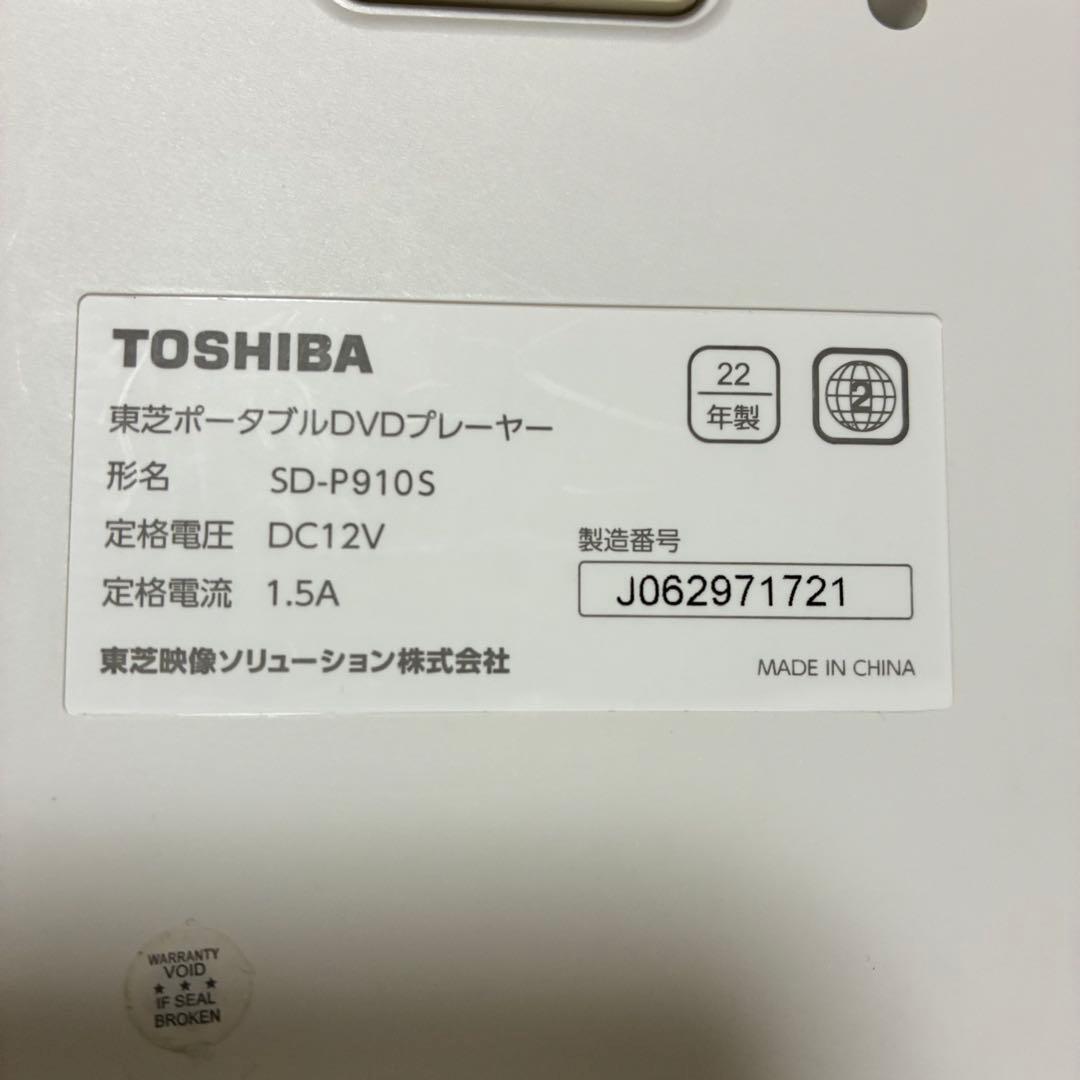 TOSHIBA
東芝ポータブルDVDプレーヤー
形名 SD-P910S
定格電圧 DC12V
定格電流 1.5A
東芝映像ソリューション株式会社
22
年製
2
製造番号
J062971721
MADE IN CHINA
WARRANTY
VOID
★ ★ ★
IF SEAL
BROKEN